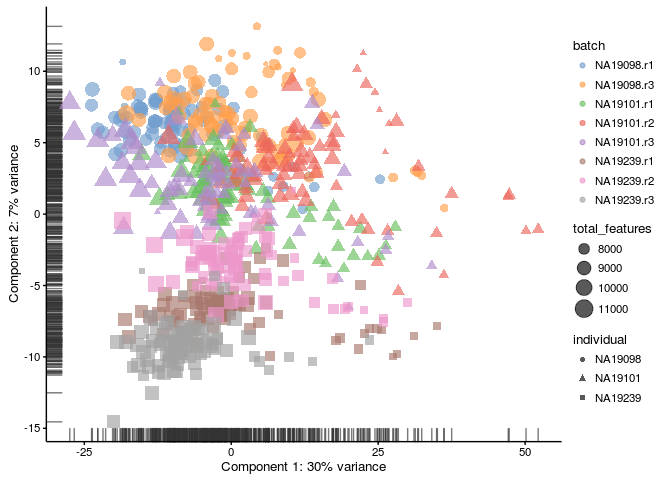 batch
NA19098.r1
NA19098.r3
NA19101.r1
NA19101.r2
NA19101.r3
NA19239.r1
NA19239.r2
NA19239.r3
total_features
8000
9000
10000
11000
individual
NA19098
NA19101
NA19239
Component 2: 7% variance
10
5
0
-5
-10
-15
-25
0
25
50
Component 1: 30% variance